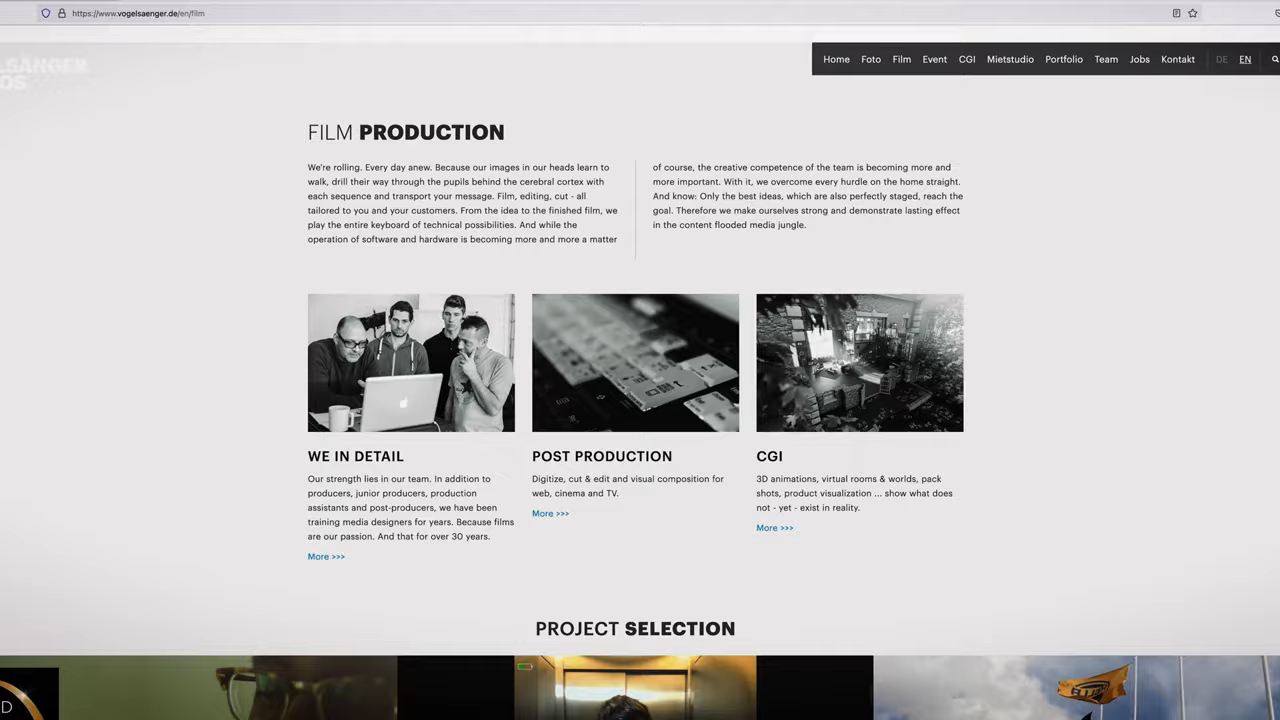 https://www.vogelsaenger.de/en/film
LSÄNGER
OS
Home Foto Film Event CGI Mietstudio Portfolio Team Jobs Kontakt DE EN
FILM PRODUCTION
We're rolling. Every day anew. Because our images in our heads learn to
walk, drill their way through the pupils behind the cerebral cortex with
each sequence and transport your message. Film, editing, cut - all
tailored to you and your customers. From the idea to the finished film, we
play the entire keyboard of technical possibilities. And while the
operation of software and hardware is becoming more and more a matter
of course, the creative competence of the team is becoming more and
more important. With it, we overcome every hurdle on the home straight.
And know: Only the best ideas, which are also perfectly staged, reach the
goal. Therefore we make ourselves strong and demonstrate lasting effect
in the content flooded media jungle.
WE IN DETAIL
Our strength lies in our team. In addition to
producers, junior producers, production
assistants and post-producers, we have been
training media designers for years. Because films
are our passion. And that for over 30 years.
More >>>
POST PRODUCTION
Digitize, cut & edit and visual composition for
web, cinema and TV.
More >>>
CGI
3D animations, virtual rooms & worlds, pack
shots, product visualization ... show what does
not - yet - exist in reality.
More >>>
PROJECT SELECTION
D